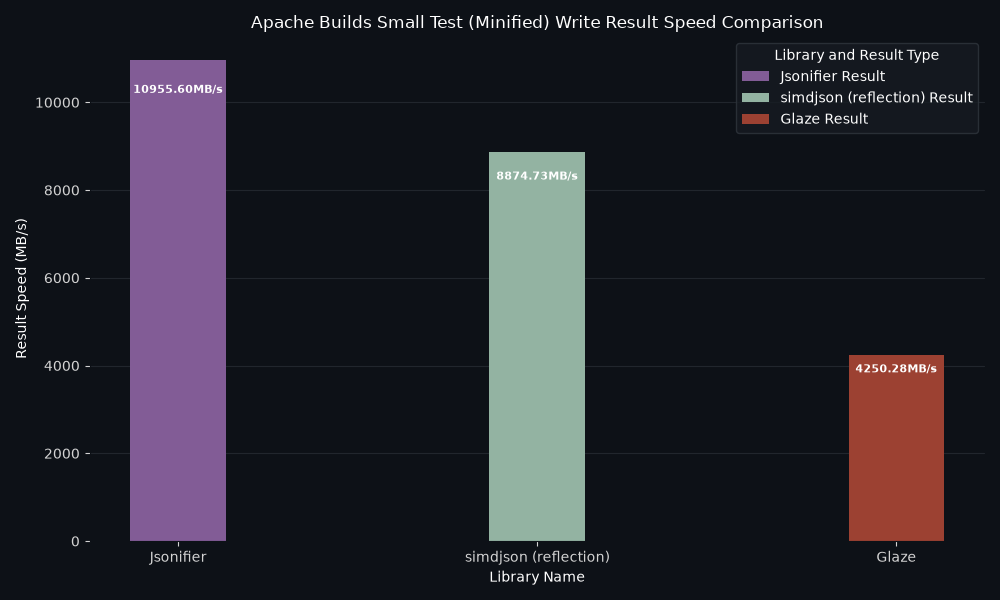 Apache Builds Small Test (Minified) Write Result Speed Comparison
Library and Result Type
Jsonifier Result
simdjson (reflection) Result
Glaze Result
Result Speed (MB/s)
10000
8000
6000
4000
2000
0
10955.60MB/s
8874.73MB/s
4250.28MB/s
Jsonifier
simdjson (reflection)
Glaze
Library Name